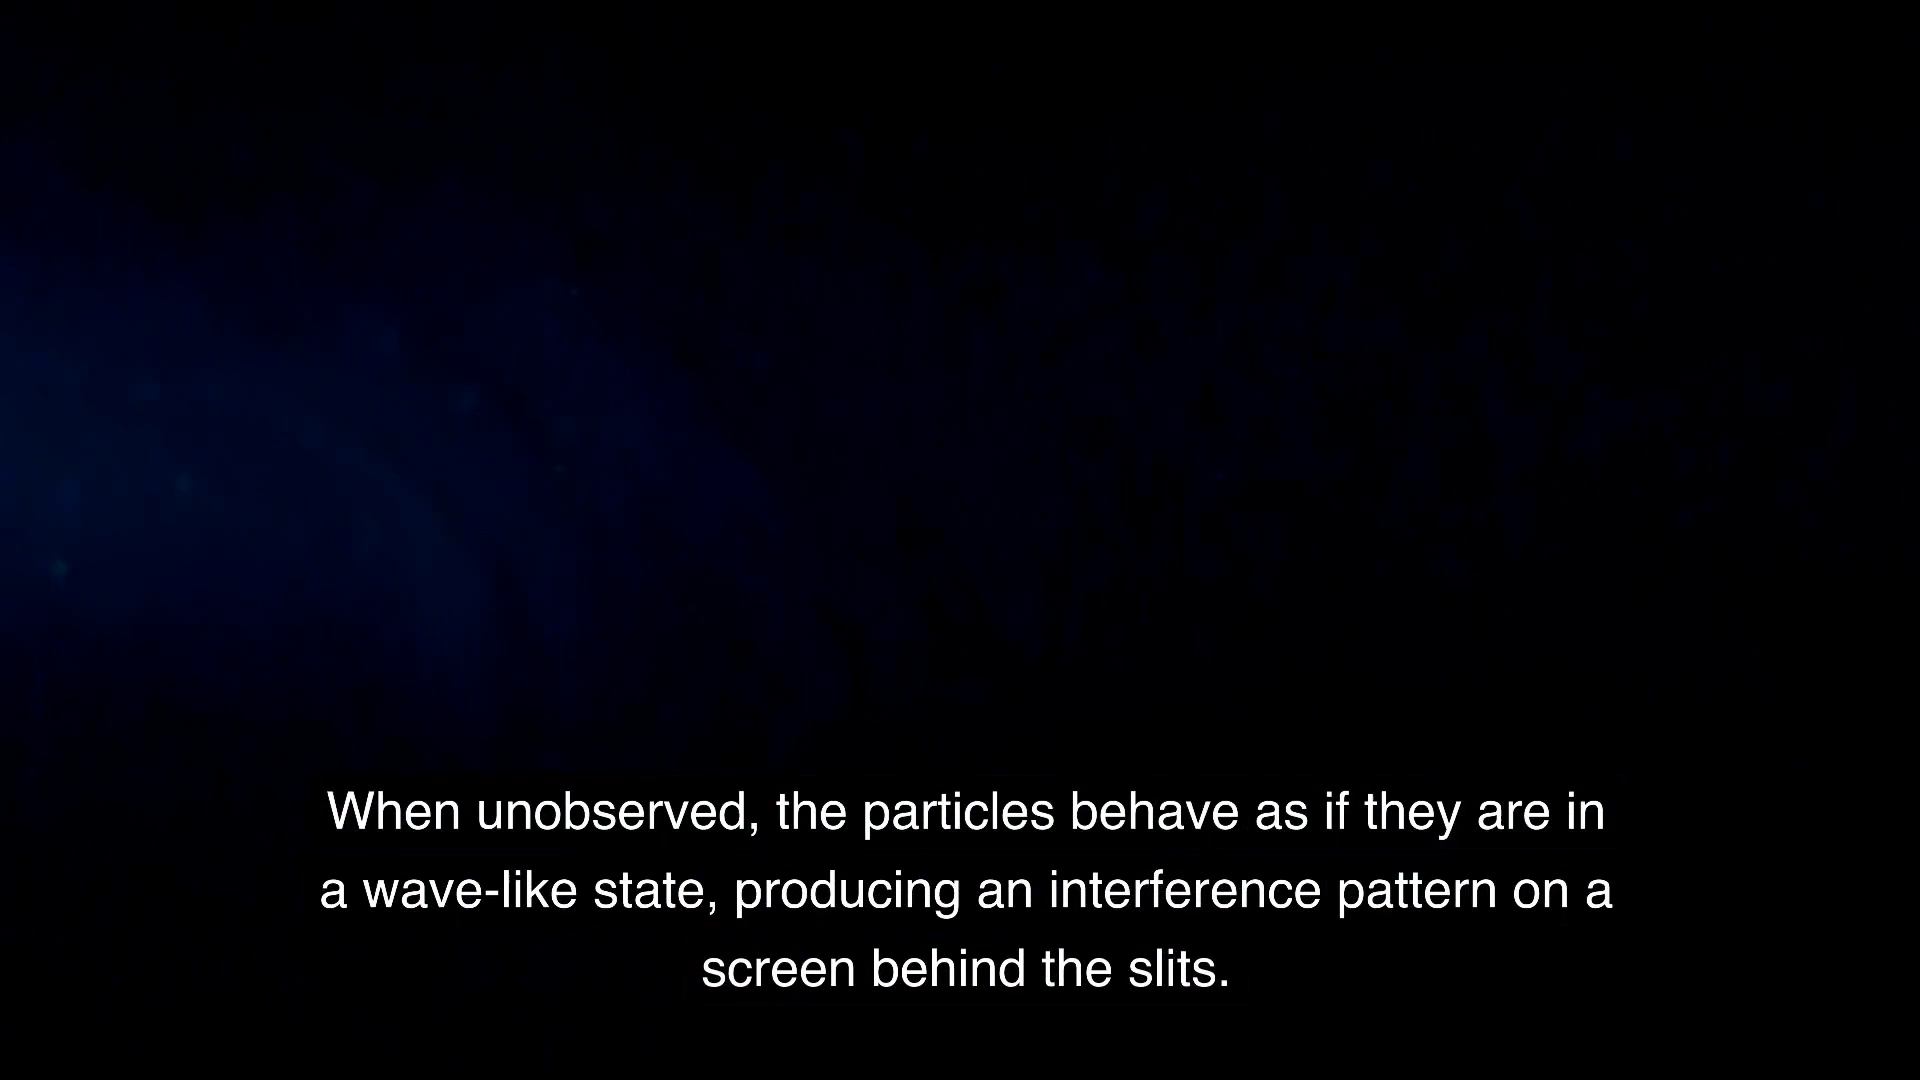 When unobserved, the particles behave as if they are in
a wave-like state, producing an interference pattern on a
screen behind the slits.